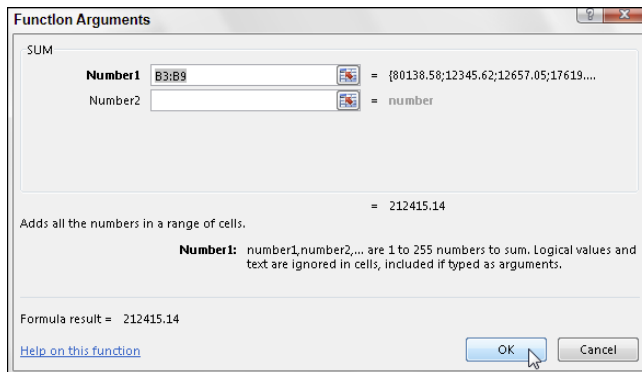 Function Arguments
SUM
Number1 B3:B9 = {80138.58;12345.62;12657.05;17619....
Number2 = number
= 212415.14
Adds all the numbers in a range of cells.
Number1: number1,number2,... are 1 to 255 numbers to sum. Logical values and
text are ignored in cells, included if typed as arguments.
Formula result = 212415.14
Help on this function OK Cancel